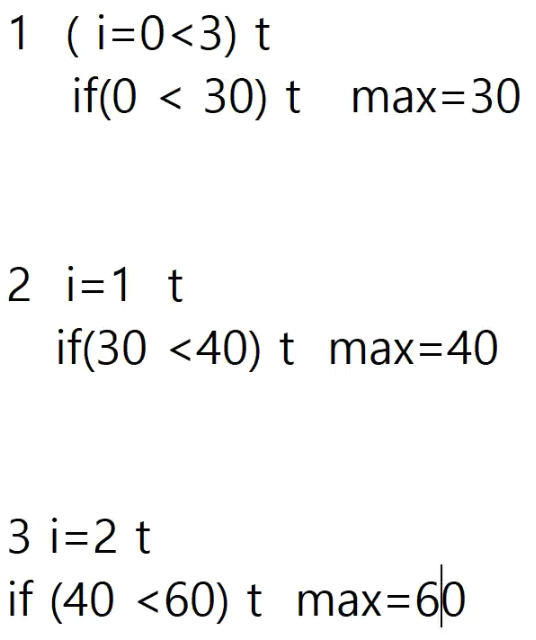 1 ( i=0<3) t
if(0 < 30) t max=30
2 i=1 t
if(30 <40) t max=40
3 i=2 t
if (40 <60) t max=60